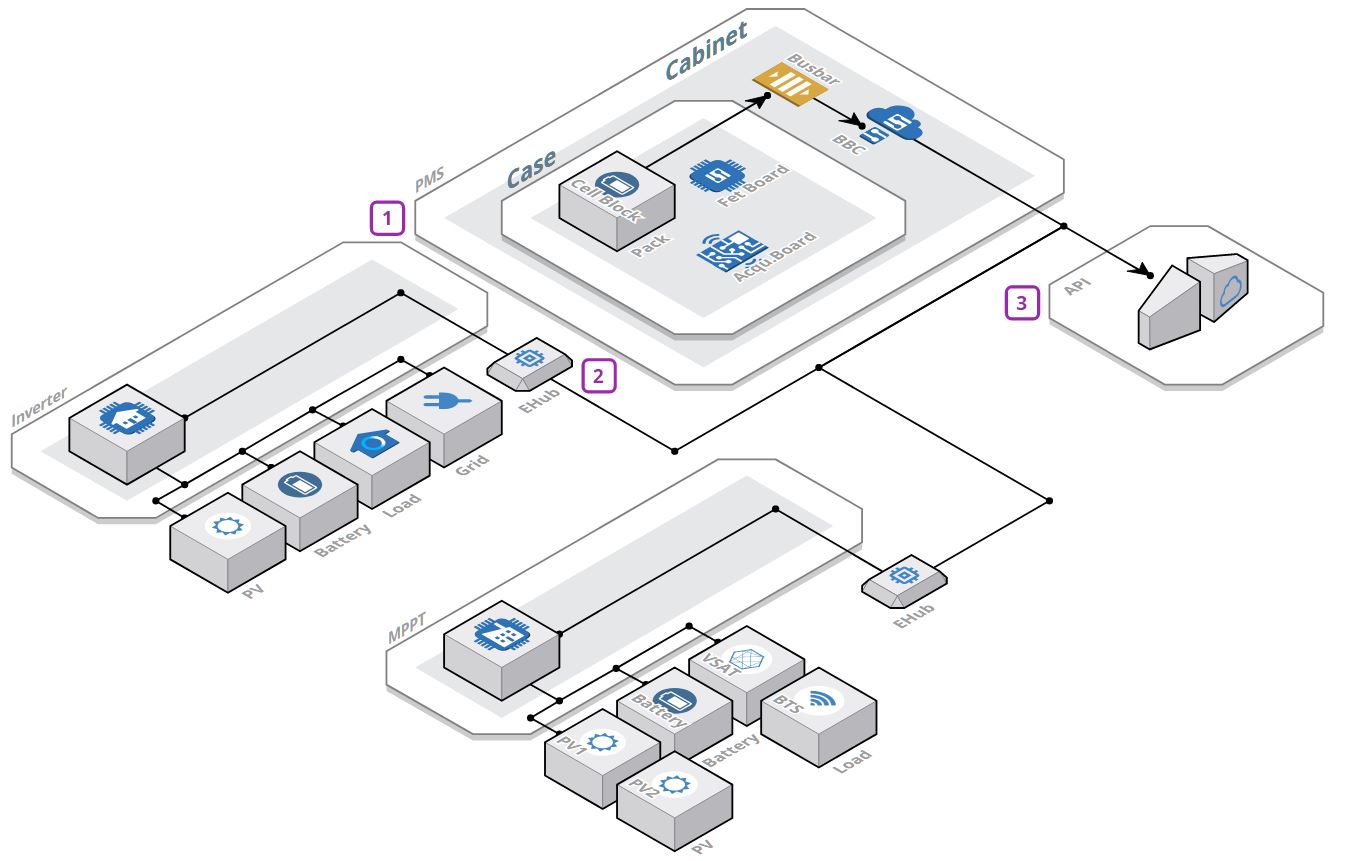 Cabinet
Busbar
BBC
PMS
Case
Cell Block
Pack
Fet Board
Acqu.Board
1
API
3
2
EHub
Inverter
Grid
Load
Battery
PV
MPPT
EHub
VSAT
BTS
Load
Battery
Battery
PV1
PV2
PV